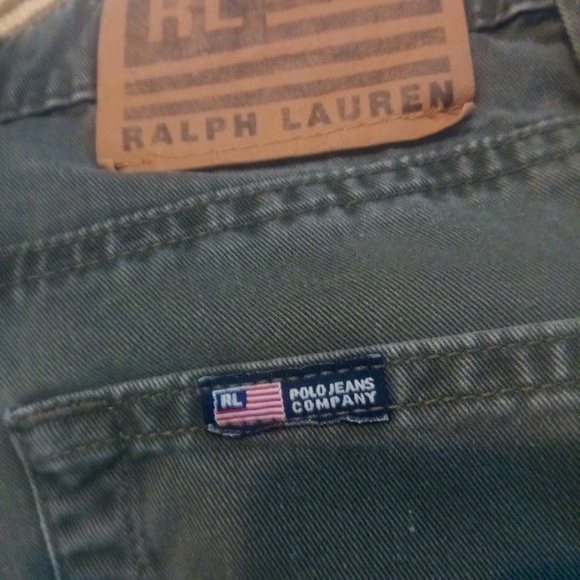 RL
RALPH LAUREN
RL
POLO JEANS
COMPANY